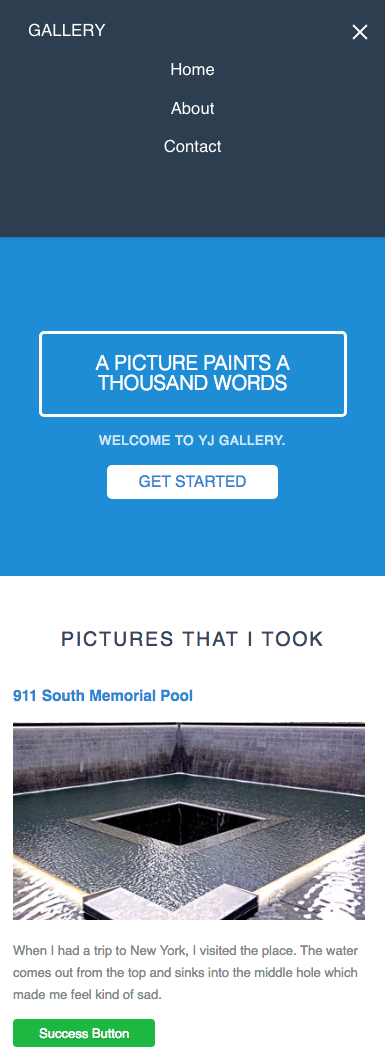 GALLERY
Home
About
Contact
A PICTURE PAINTS A
THOUSAND WORDS
WELCOME TO YJ GALLERY.
GET STARTED
PICTURES THAT I TOOK
911 South Memorial Pool
When I had a trip to New York, I visited the place. The water
comes out from the top and sinks into the middle hole which
made me feel kind of sad.
Success Button